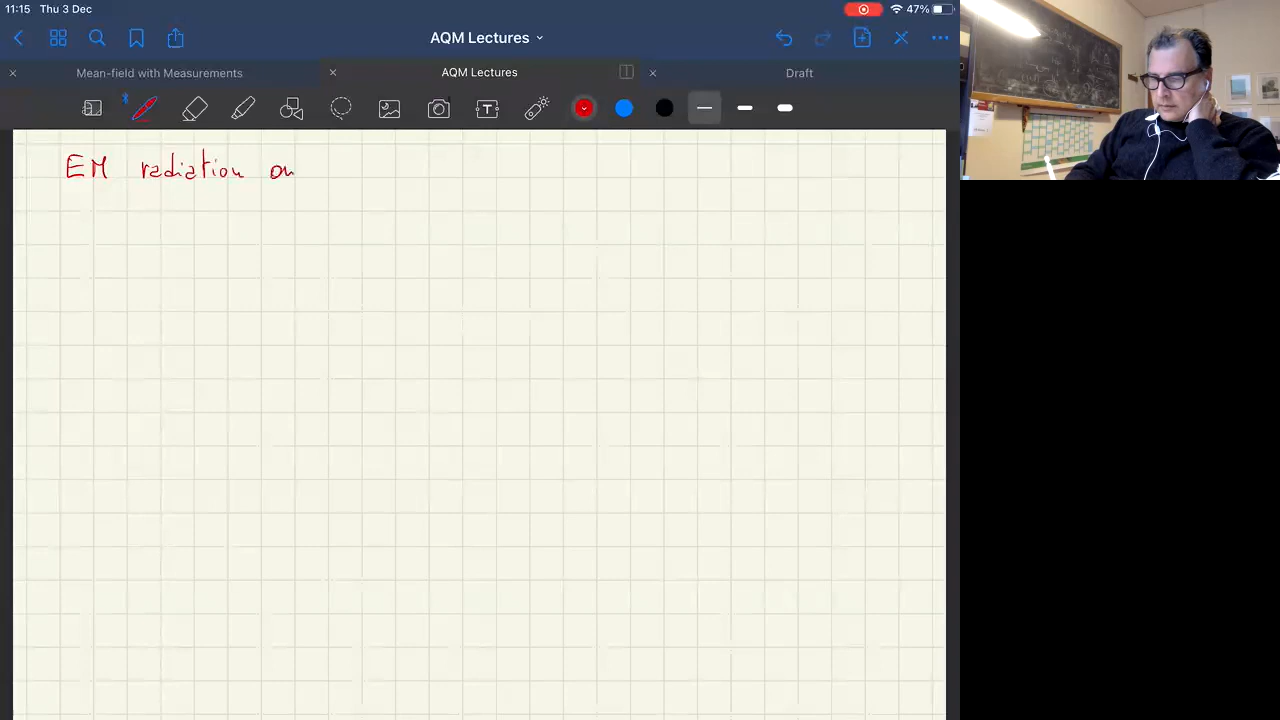 11:15 Thu 3 Dec
47%
AQM Lectures
Mean-field with Measurements
AQM Lectures
Draft
EM radiation on